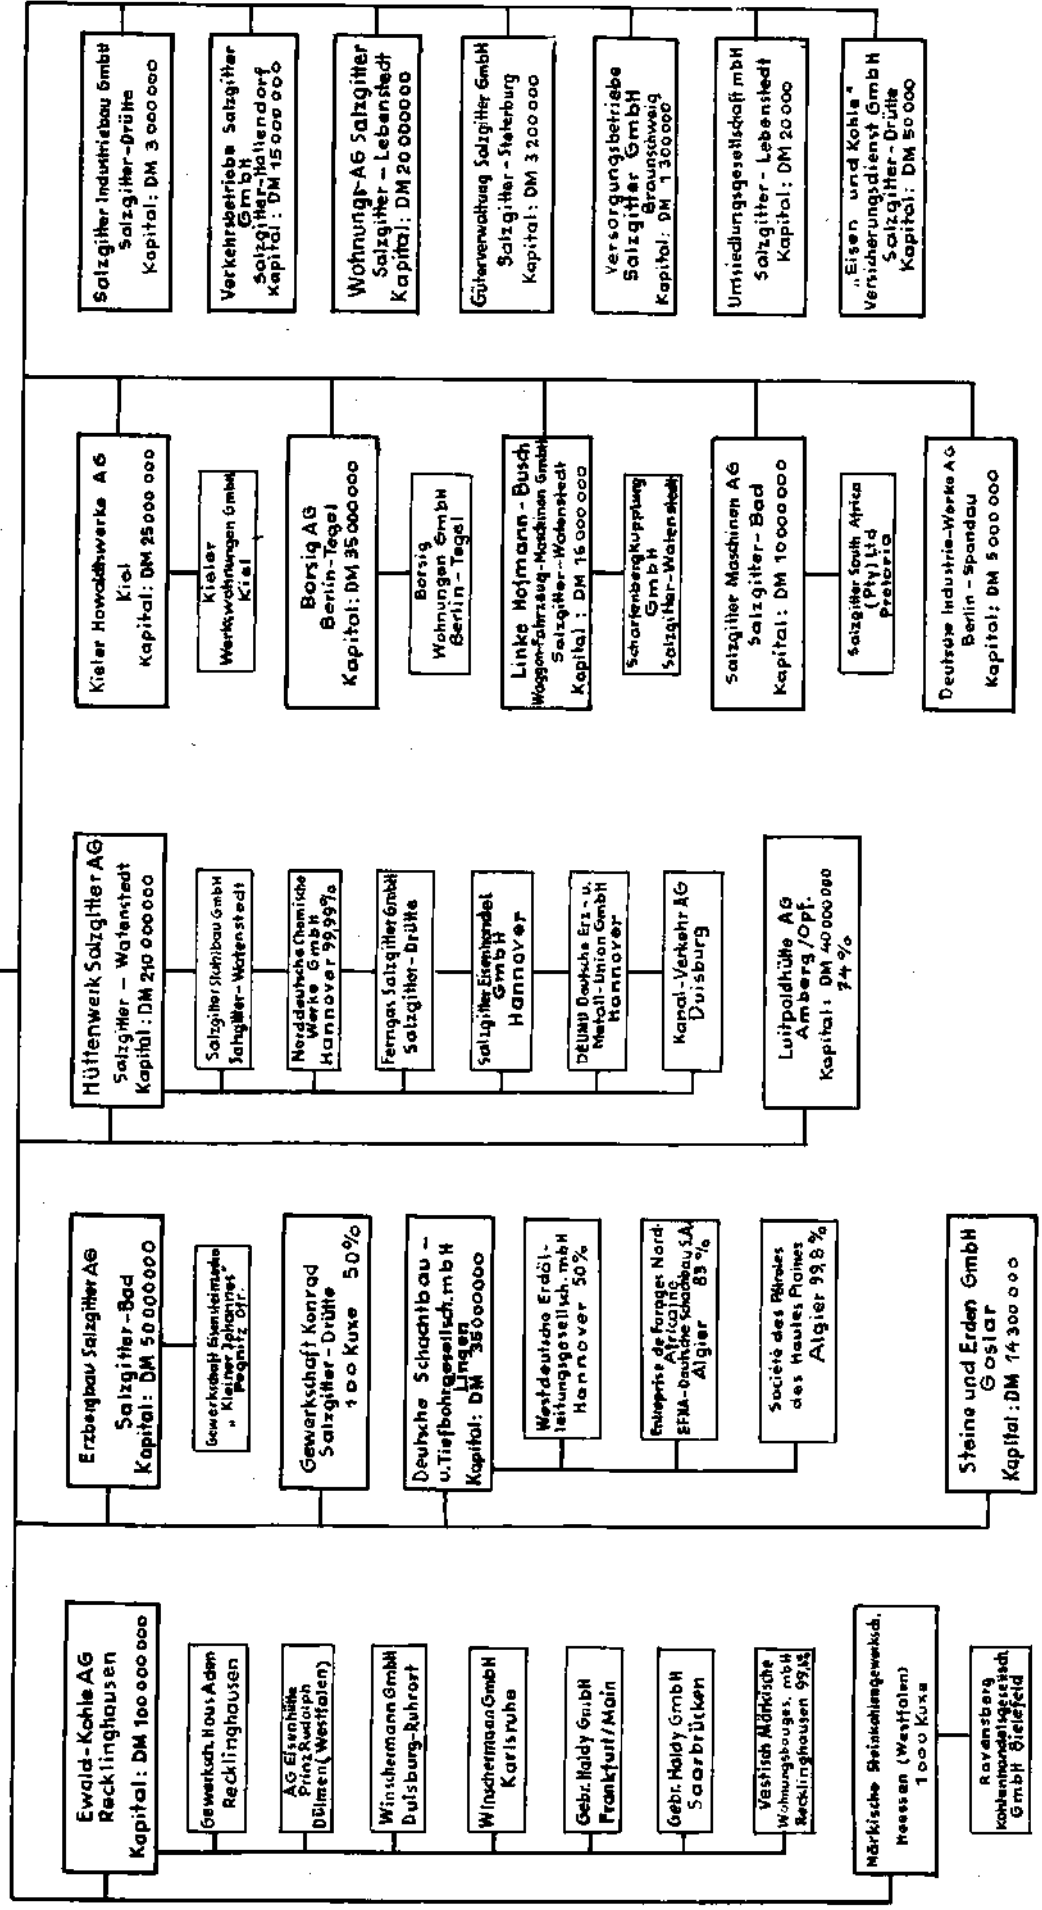 Ewald-Kohle AG
Recklinghausen
Kapital: DM 100 000 000
Gewerksch. Haus Aden
Recklinghausen
AG Eisenhütte
Prinz Rudolph
Dülmen (Westfalen)
Winschermann GmbH
Duisburg-Ruhrort
Winschermann GmbH
Karlsruhe
Gebr. Haldy GmbH
Frankfurt/Main
Gebr. Haldy GmbH
Saarbrücken
Vestisch Märkische
Wohnungsbauges. mbH
Recklinghausen
Märkische Steinkohlengewerksch.
Heessen (Westfalen)
1000 Kuxe
Ravensberg
Kohlenhandelsgesellsch.
GmbH Bielefeld
Erzbergbau Salzgitter AG
Salzgitter-Bad
Kapital: DM 50 000 000
Gewerkschaft Eisensteinzeche
"Kleiner Johannes"
Pegnitz Ofr.
Gewerkschaft Konrad
Salzgitter-Drütte
100 Kuxe 50%
Deutsche Schachtbau-
u. Tiefbohrgesellsch. mbH
Lingen
Kapital: DM 3500000
Westdeutsche Erdöl-
leitungsgesellsch. mbH
Hannover 50%
Entreprise de Forages Nord-
Africaine
EFNA-Deutsche Schachtbau S.A.
Algier 83 %
Société des Pétroles
des Hautes Plaines
Algier 99,8 %
Steine und Erden GmbH
Goslar
Kapital: DM 14 300 000
Hüttenwerk Salzgitter AG
Salzgitter - Watenstedt
Kapital: DM 210 000 000
Salzgitter Stahlbau GmbH
Salzgitter-Watenstedt
Norddeutsche Chemische
Werke GmbH
Hannover 99,99%
Ferngas Salzgitter GmbH
Salzgitter-Drütte
Salzgitter Eisenhandel
GmbH
Hannover
DEUMU Deutsche Erz- u.
Metall-Union GmbH
Hannover
Kanal-Verkehr AG
Duisburg
Luitpoldhütte AG
Amberg/Opf.
Kapital: DM 40 000 000
74 %
Kieler Howaldtswerke AG
Kiel
Kapital: DM 25 000 000
Kieler
Werkswohnungen GmbH
Kiel
Borsig AG
Berlin-Tegel
Kapital: DM 35 000 000
Borsig
Wohnungen GmbH
Berlin-Tegel
Linke Hofmann-Busch
Waggon-Fahrzeug-Maschinen GmbH
Salzgitter-Watenstedt
Kapital: DM 16 000 000
Scharfenbergkupplung
GmbH
Salzgitter-Watenstedt
Salzgitter Maschinen AG
Salzgitter-Bad
Kapital: DM 10 000 000
Salzgitter South Africa
(Pty) Ltd
Pretoria
Deutsche Industrie-Werke AG
Berlin-Spandau
Kapital: DM 5 000 000
Salzgitter Industriebau GmbH
Salzgitter-Drütte
Kapital: DM 3 000 000
Verkehrsbetriebe Salzgitter
GmbH
Salzgitter-Hallendorf
Kapital: DM 15 000 000
Wohnungs-AG Salzgitter
Salzgitter - Lebenstedt
Kapital: DM 20 000 000
Güterverwaltung Salzgitter GmbH
Salzgitter - Steterburg
Kapital: DM 3 200 000
Versorgungsbetriebe
Salzgitter GmbH
Braunschweig
Kapital: DM 1 300 000
Umsiedlungsgesellschaft mbH
Salzgitter - Lebenstedt
Kapital: DM 20 000
"Eisen und Kohle"
Versicherungsdienst GmbH
Salzgitter-Drütte
Kapital: DM 50 000